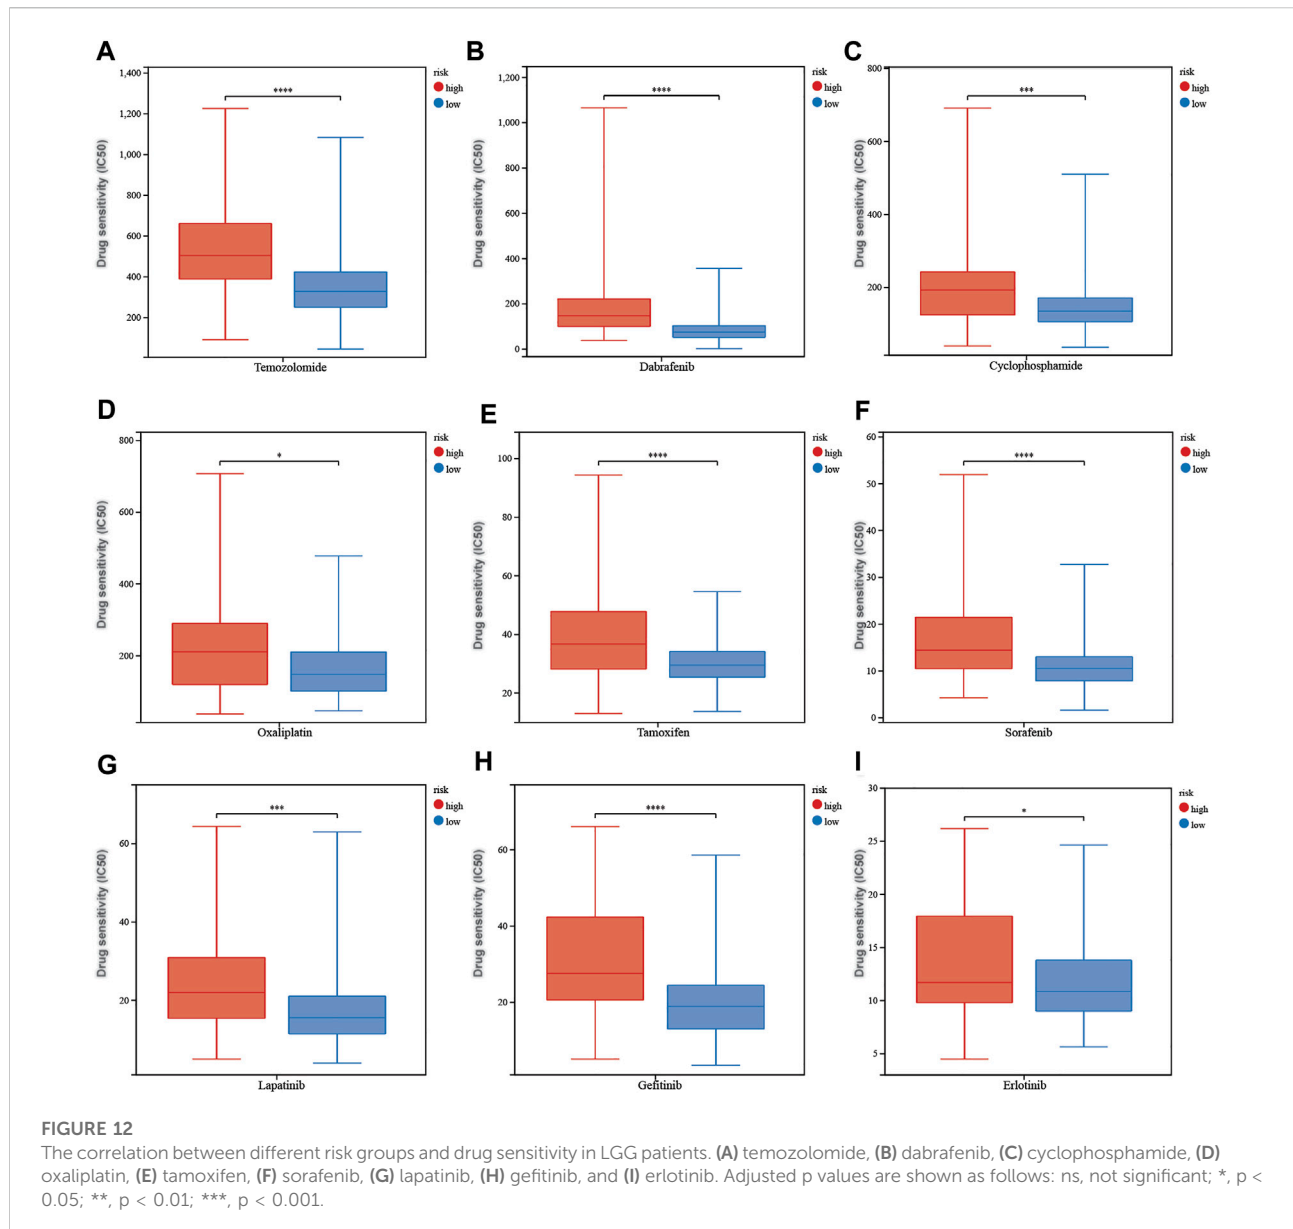 A
B
C
risk
high
low
risk
high
low
risk
high
low
****
****
***
Drug sensitivity (IC50)
1,400
1,200
1,000
800
600
400
200
Temozolomide
Drug sensitivity (IC50)
1,200
1,000
800
600
400
200
0
Dabrafenib
Drug sensitivity (IC50)
800
600
400
200
Cyclophosphamide
D
E
F
risk
high
low
risk
high
low
risk
high
low
*
****
****
Drug sensitivity (IC50)
800
600
400
200
Oxaliplatin
Drug sensitivity (IC50)
100
80
60
40
20
Tamoxifen
Drug sensitivity (IC50)
60
50
40
30
20
10
0
Sorafenib
G
H
I
risk
high
low
risk
high
low
risk
high
low
***
****
*
Drug sensitivity (IC50)
60
40
20
Lapatinib
Drug sensitivity (IC50)
60
40
20
Gefitinib
Drug sensitivity (IC50)
30
25
20
15
10
5
Erlotinib
FIGURE 12
The correlation between different risk groups and drug sensitivity in LGG patients. (A) temozolomide, (B) dabrafenib, (C) cyclophosphamide, (D)
oxaliplatin, (E) tamoxifen, (F) sorafenib, (G) lapatinib, (H) gefitinib, and (I) erlotinib. Adjusted p values are shown as follows: ns, not significant; *, p <
0.05; **, p < 0.01; ***, p < 0.001.